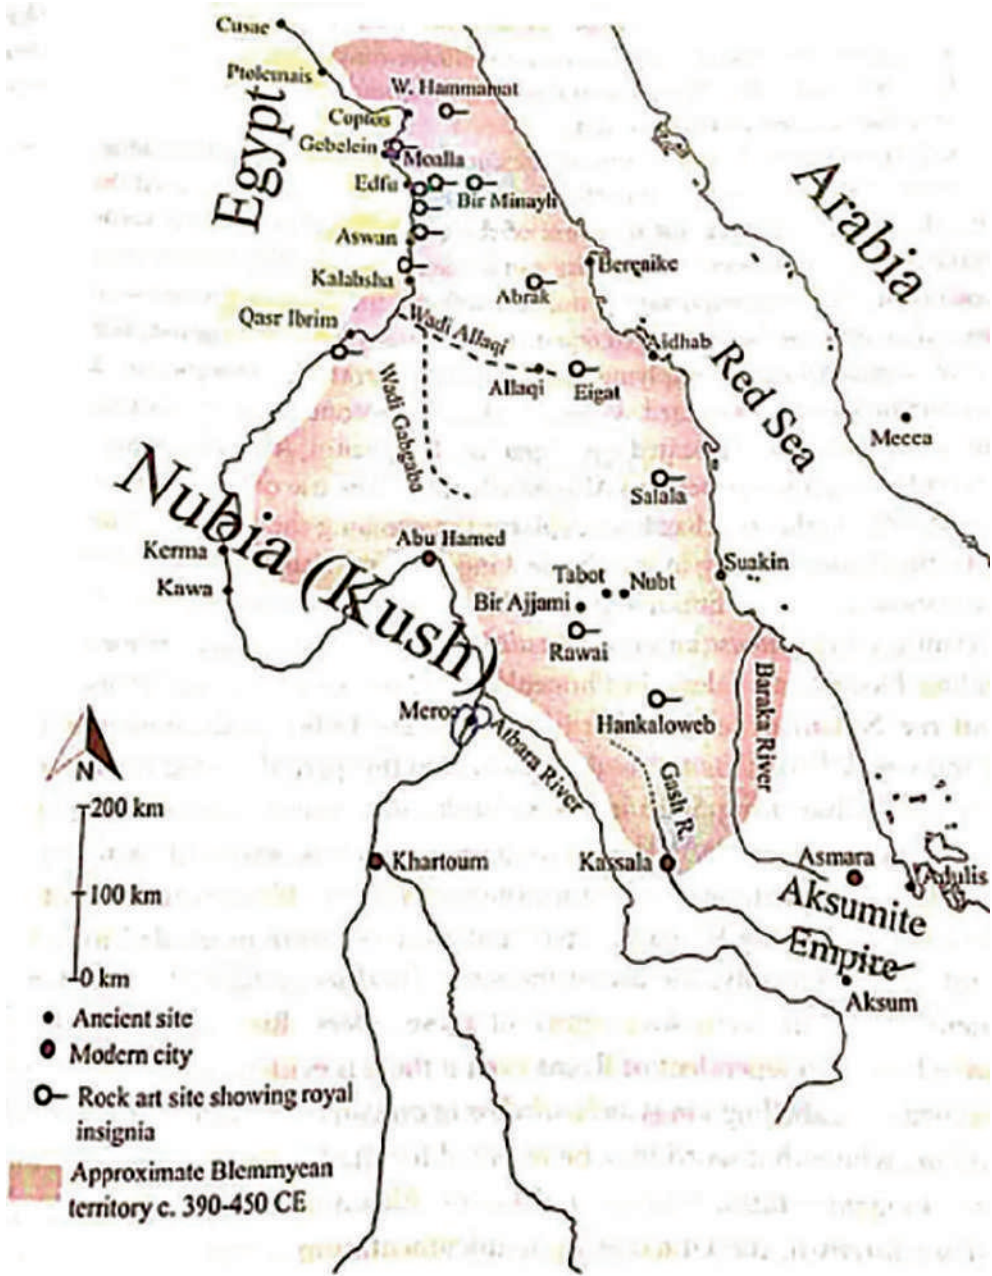 Cusae
Ptolemais
W. Hammamat
Coptos
Gebelein
Moalla
Edfu
Bir Minayh
Aswan
Kalabsha
Egypt
Arabia
Berenike
Abrak
Qasr Ibrim
Wadi Allaqi
Aidhab
Allaqi
Eigat
Red Sea
Mecca
Wadi Gabgaba
Salala
Nubia (Kush)
Kerma
Kawa
Abu Hamed
Suakin
Tabot
Nubt
Bir Ajjami
Rawai
Baraka River
Hankaloweb
Meroe
Atbara River
Gash R.
N
200 km
100 km
0 km
Khartoum
Kassala
Asmara
Adulis
Aksumite
Empire
Aksum
Ancient site
Modern city
Rock art site showing royal
insignia
Approximate Blemmyean
territory c. 390-450 CE